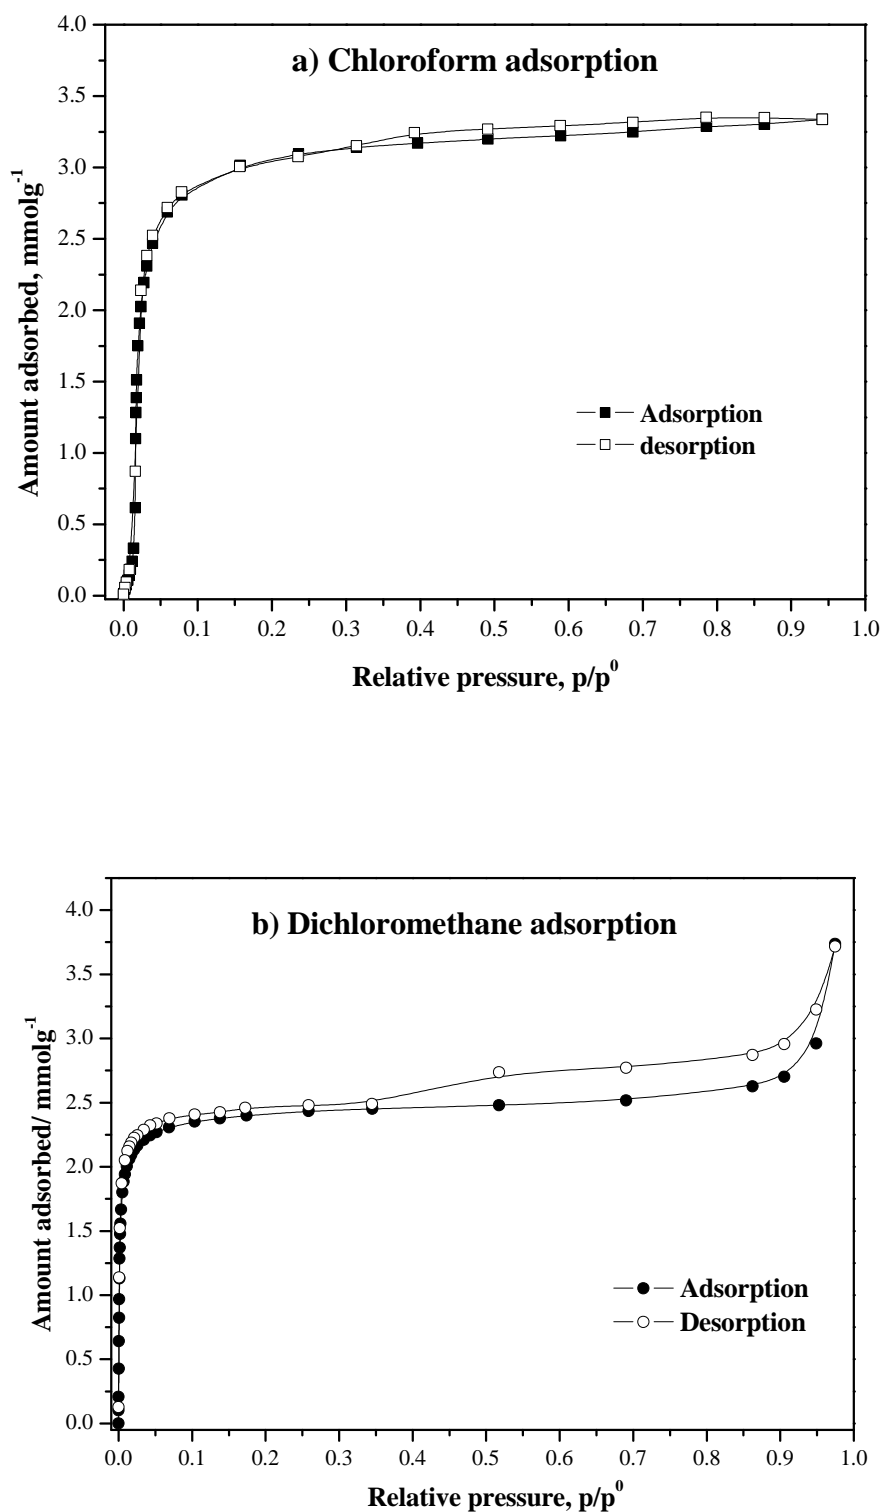 a) Chloroform adsorption
4.0
3.5
3.0
2.5
2.0
1.5
1.0
0.5
0.0
Amount adsorbed, mmolg⁻¹
Adsorption
desorption
0.0 0.1 0.2 0.3 0.4 0.5 0.6 0.7 0.8 0.9 1.0
Relative pressure, p/p⁰
b) Dichloromethane adsorption
4.0
3.5
3.0
2.5
2.0
1.5
1.0
0.5
0.0
Amount adsorbed/ mmolg⁻¹
Adsorption
Desorption
0.0 0.1 0.2 0.3 0.4 0.5 0.6 0.7 0.8 0.9 1.0
Relative pressure, p/p⁰